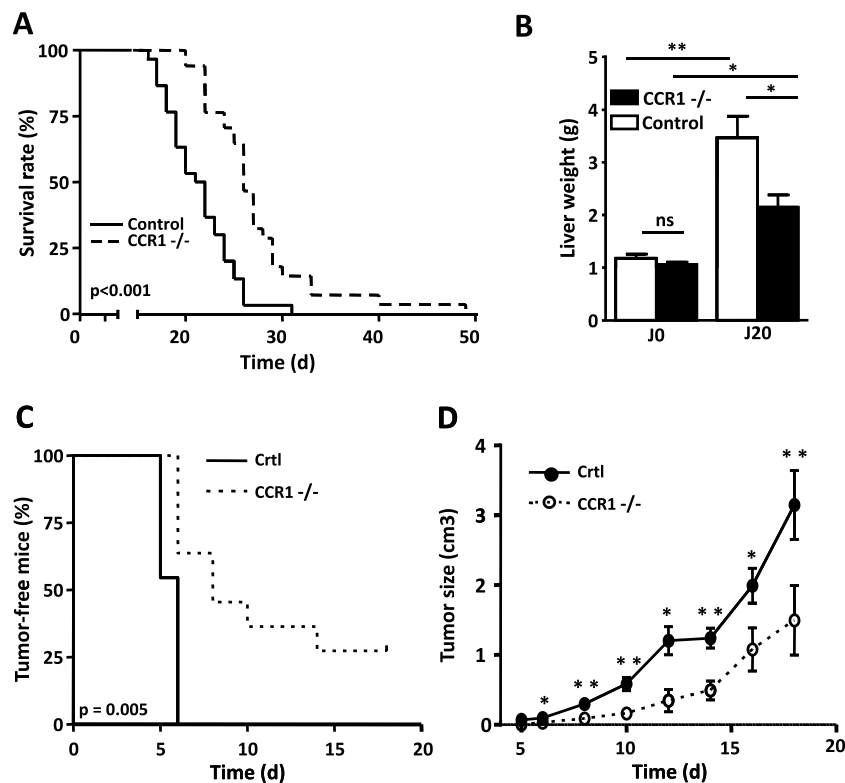 A
Survival rate (%)
100
75
50
25
0
Control
CCR1 -/-
p<0.001
0 20 30 40 50
Time (d)
B
Liver weight (g)
5
4
3
2
1
0
** 
*
*
CCR1 -/-
Control
ns
J0 J20
C
Tumor-free mice (%)
100
75
50
25
0
Crtl
CCR1 -/-
p = 0.005
0 5 10 15 20
Time (d)
D
Tumor size (cm3)
4
3
2
1
0
Crtl
CCR1 -/-
* ** ** * ** * **
5 10 15 20
Time (d)